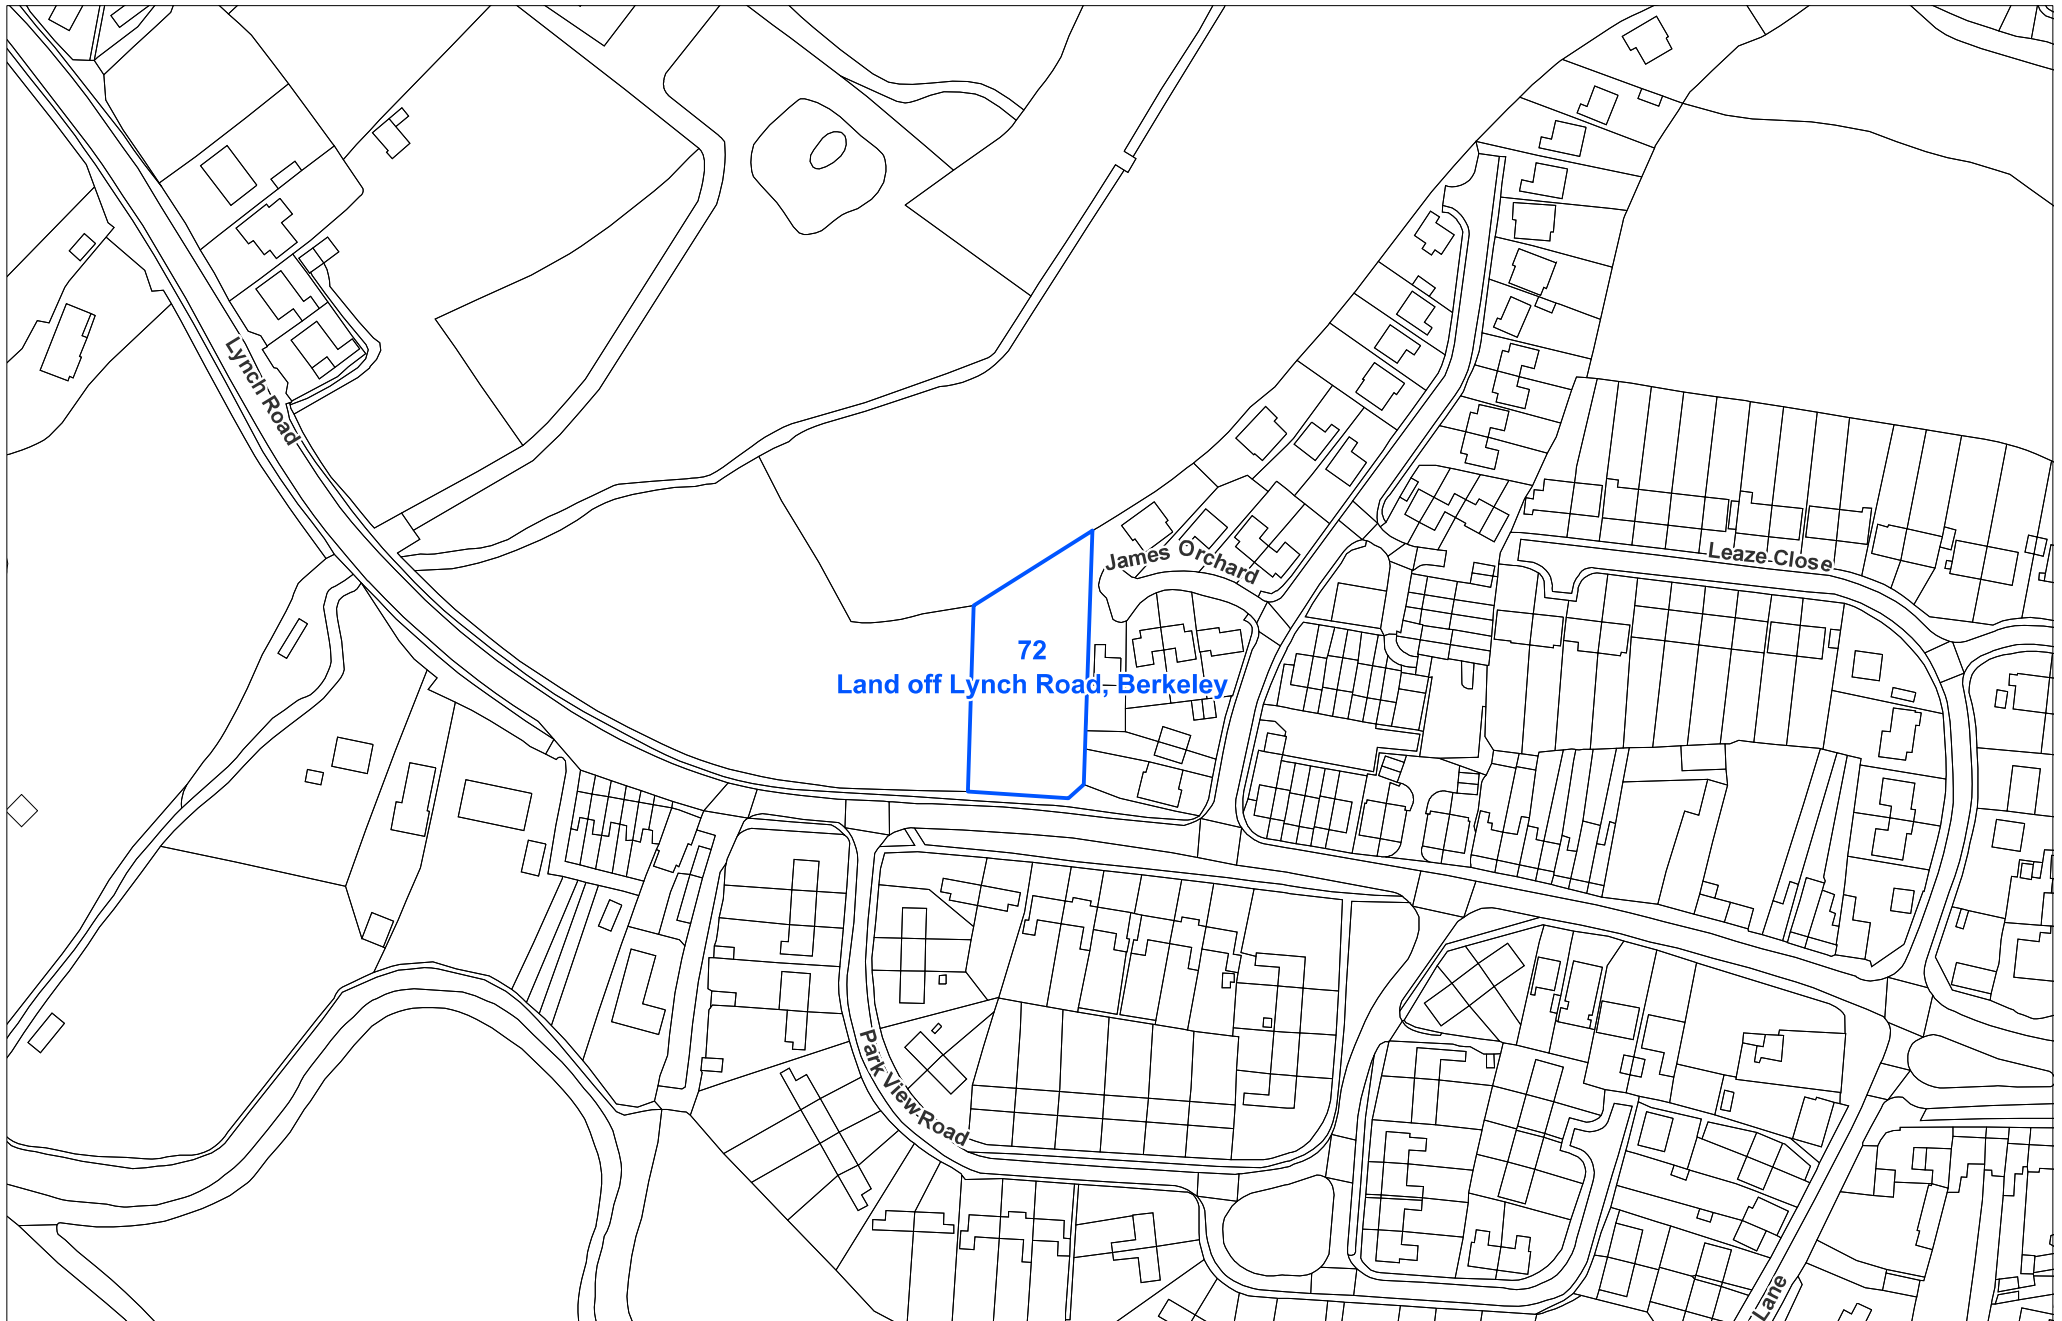 Lynch Road
James Orchard
Leaze Close
72
Land off Lynch Road, Berkeley
Park View Road
Lane